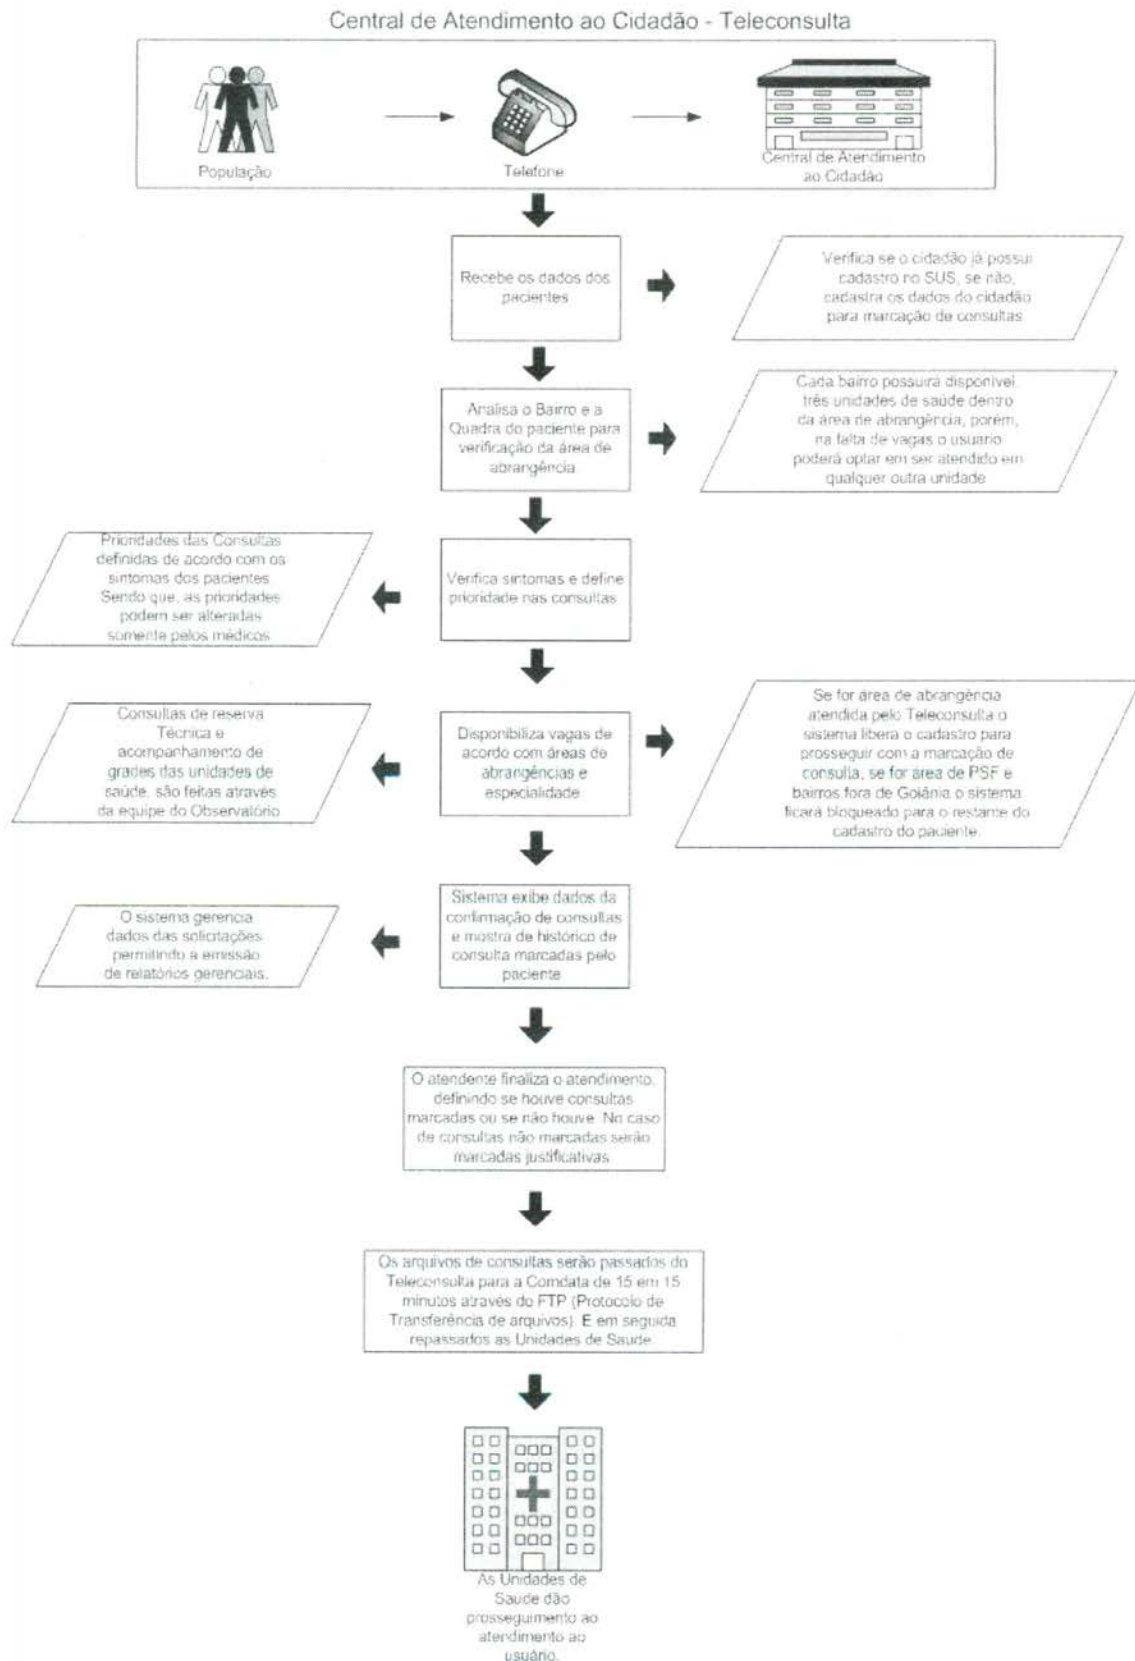 Central de Atendimento ao Cidadão - Teleconsulta
População
Telefone
Central de Atendimento
ao Cidadão
Recebe os dados dos
pacientes
Verifica se o cidadão já possui
cadastro no SUS, se não,
cadastra os dados do cidadão
para marcação de consultas
Analisa o Bairro e a
Quadra do paciente para
verificação da área de
abrangência
Cada bairro possuirá disponível,
três unidades de saúde dentro
da área de abrangência, porém,
na falta de vagas o usuario
poderá optar em ser atendido em
qualquer outra unidade
Prioridades das Consultas
definidas de acordo com os
sintomas dos pacientes
Sendo que, as prioridades
podem ser alteradas
somente pelos médicos
Verifica sintomas e define
prioridade nas consultas
Consultas de reserva
Técnica e
acompanhamento de
grades das unidades de
saúde, são feitas através
da equipe do Observatório
Disponibiliza vagas de
acordo com áreas de
abrangências e
especialidade
Se for área de abrangência
atendida pelo Teleconsulta o
sistema libera o cadastro para
prosseguir com a marcação de
consulta, se for área de PSF e
bairros fora de Goiânia o sistema
ficará bloqueado para o restante do
cadastro do paciente.
O sistema gerencia
dados das solicitações
permitindo a emissão
de relatórios gerenciais.
Sistema exibe dados da
confirmação de consultas
e mostra de histórico de
consulta marcadas pelo
paciente
O atendente finaliza o atendimento,
definindo se houve consultas
marcadas ou se não houve. No caso
de consultas não marcadas serão
marcadas justificativas
Os arquivos de consultas serão passados do
Teleconsulta para a Comdata de 15 em 15
minutos através do FTP (Protocolo de
Transferência de arquivos). E em seguida
repassados as Unidades de Saude
As Unidades de
Saude dão
prosseguimento ao
atendimento ao
usuário.